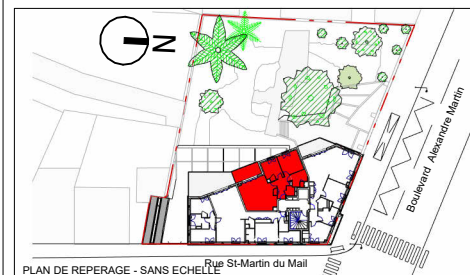 N
Boulevard Alexandre Martin
Rue St-Martin du Mail
PLAN DE REPERAGE - SANS ECHELLE